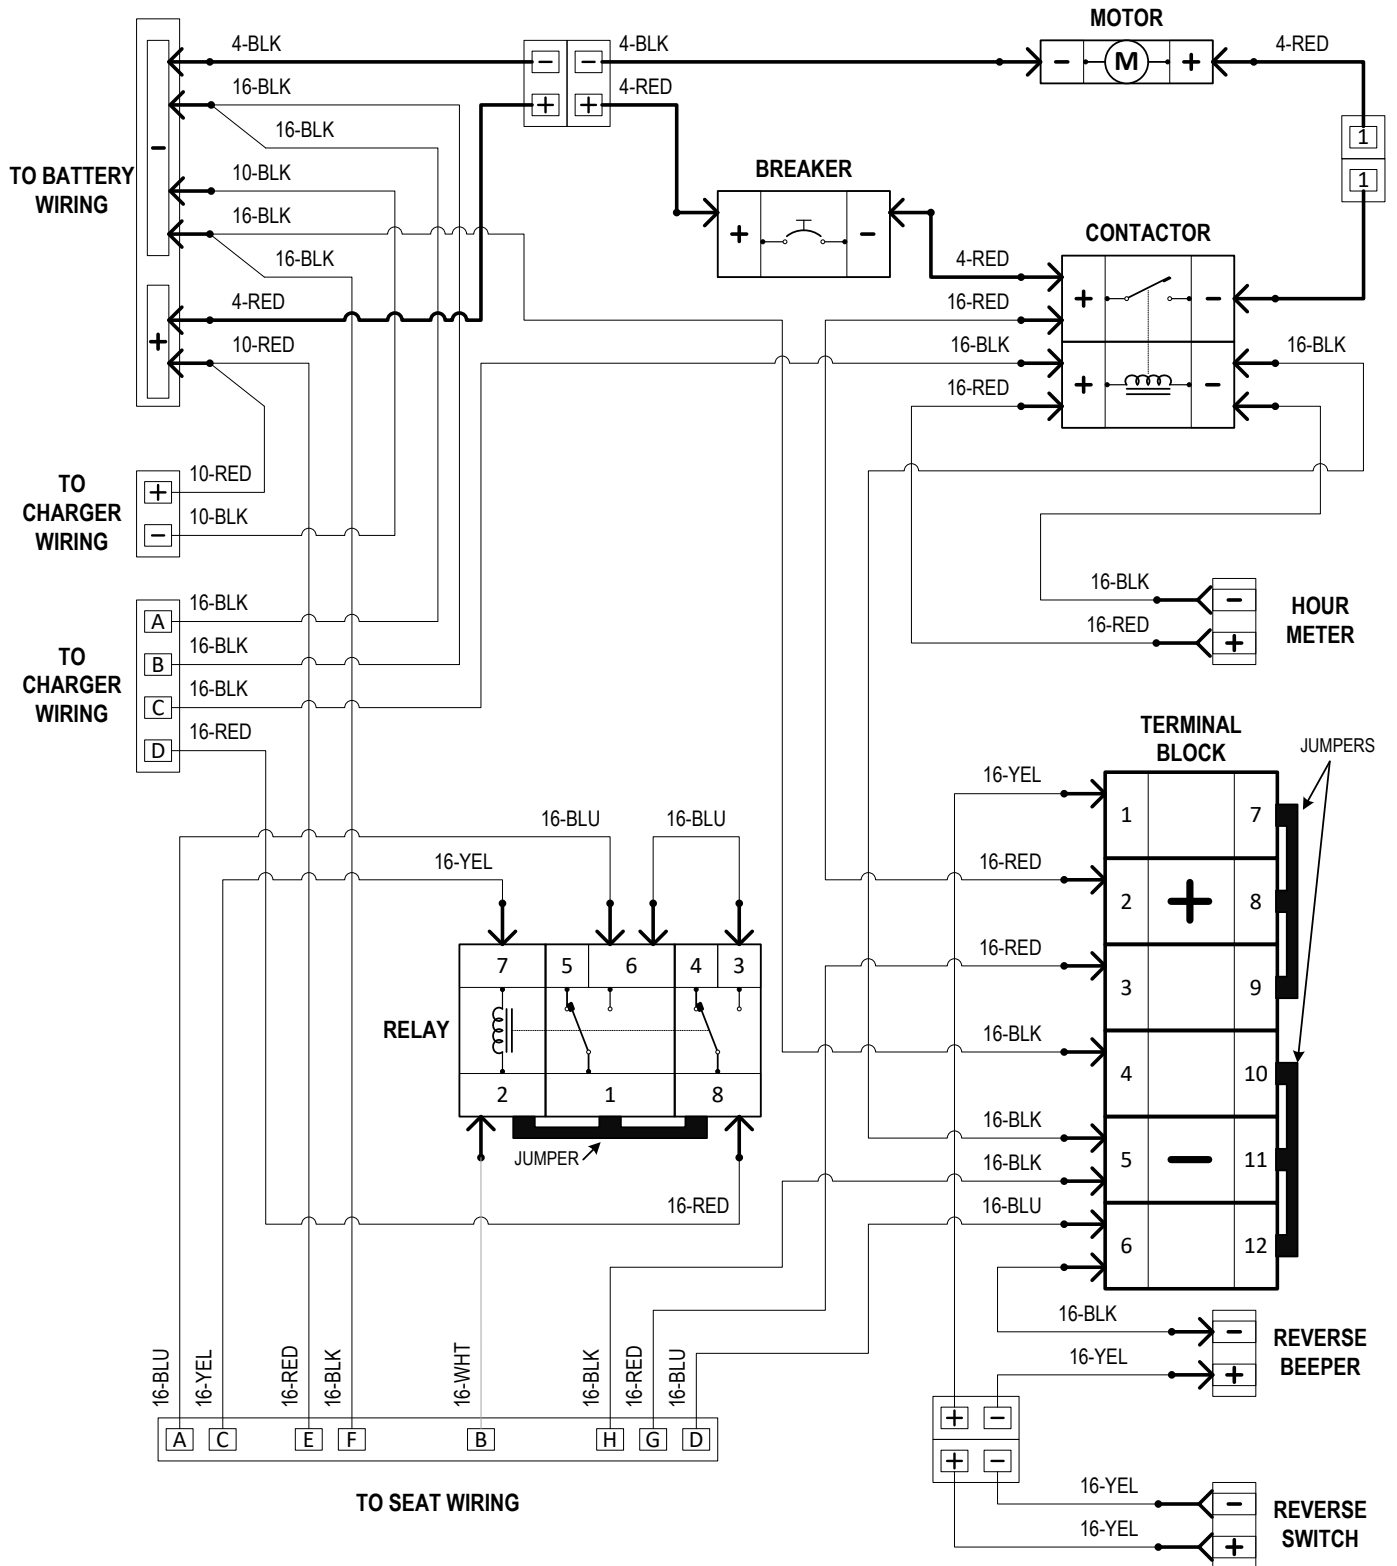 MOTOR
4-BLK
4-BLK
4-RED
- M +
-
-
16-BLK
+
+
4-RED
16-BLK
1
-
1
TO BATTERY
WIRING
10-BLK
BREAKER
16-BLK
+
-
CONTACTOR
16-BLK
4-RED
4-RED
+
-
16-RED
+
10-RED
16-BLK
16-BLK
16-RED
+
-
TO
CHARGER
WIRING
10-RED
+
10-BLK
-
16-BLK
-
HOUR
METER
16-RED
+
TO
CHARGER
WIRING
16-BLK
A
16-BLK
B
16-BLK
C
16-RED
D
TERMINAL
BLOCK
JUMPERS
16-YEL
1
7
16-RED
2
+
8
16-RED
3
9
16-BLK
4
10
16-BLK
5
-
11
16-BLK
16-BLU
6
12
16-BLU
16-BLU
16-YEL
7
5
6
4
3
RELAY
2
1
8
JUMPER
16-RED
16-BLK
-
REVERSE
BEEPER
16-YEL
+
16-BLU
16-YEL
16-RED
16-BLK
16-WHT
16-BLK
16-RED
16-BLU
A
C
E
F
B
H
G
D
TO SEAT WIRING
+
-
+
-
16-YEL
-
REVERSE
SWITCH
16-YEL
+